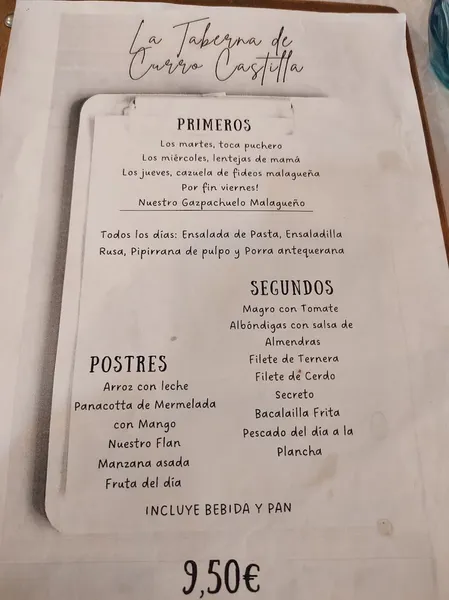 La Taberna de
Curro Castilla
PRIMEROS
Los martes, toca puchero
Los miércoles, lentejas de mamà
Los jueves, cazuela de fideos malagueña
Por fin viernes!
Nuestro Gazpachuelo Malagueño
Todos los dias: Ensalada de Pasta, Ensaladilla
Rusa, Pipirrana de pulpo y Porra antequerana
SEGUNDOS
Magro con Tomate
Albóndigas con salsa de
Almendras
Filete de Ternera
Filete de Cerdo
Secreto
Bacalailla Frita
Pescado del dia a la
Plancha
POSTRES
Arroz con leche
Panacotta de Mermelada
con Mango
Nuestro Flan
Manzana asada
Fruta del dia
INCLUYE BEBIDA Y PAN
9,50€